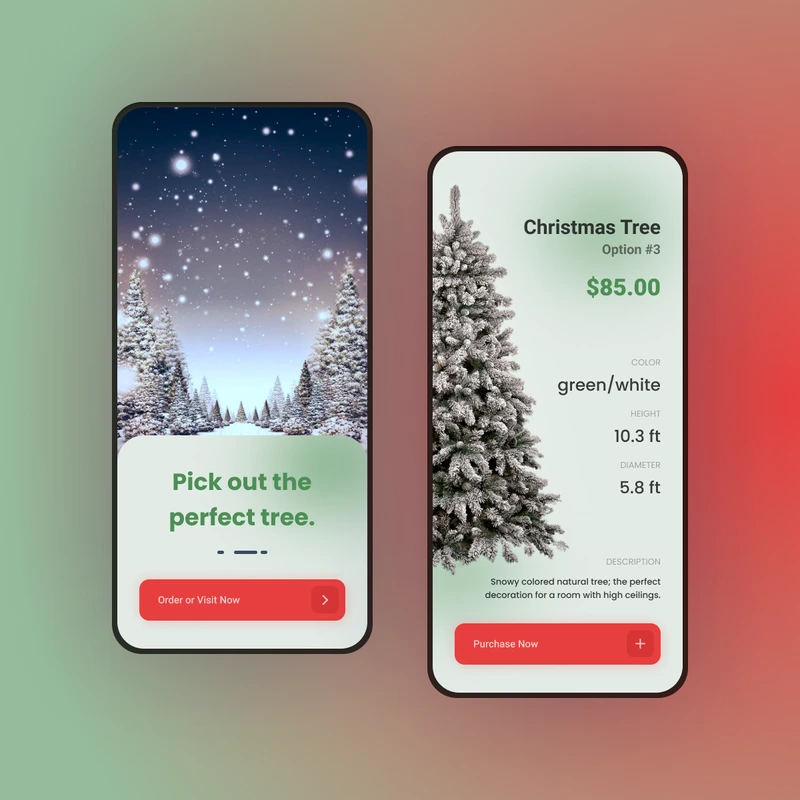 Pick out the
perfect tree.
Order or Visit Now
Christmas Tree
Option #3
$85.00
COLOR
green/white
HEIGHT
10.3 ft
DIAMETER
5.8 ft
DESCRIPTION
Snowy colored natural tree; the perfect
decoration for a room with high ceilings.
Purchase Now